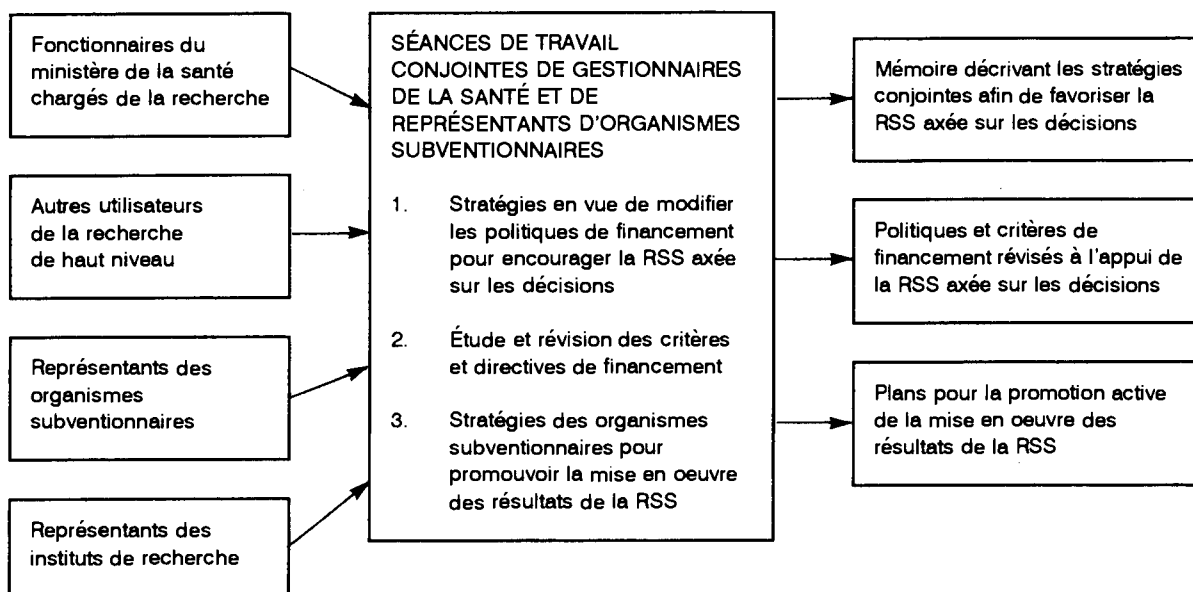 Fonctionnaires du
ministère de la santé
chargés de la recherche
Autres utilisateurs
de la recherche
de haut niveau
Représentants des
organismes
subventionnaires
Représentants des
instituts de recherche
SÉANCES DE TRAVAIL
CONJOINTES DE GESTIONNAIRES
DE LA SANTÉ ET DE
REPRÉSENTANTS D'ORGANISMES
SUBVENTIONNAIRES
1. Stratégies en vue de modifier
les politiques de financement
pour encourager la RSS axée
sur les décisions
2. Étude et révision des critères
et directives de financement
3. Stratégies des organismes
subventionnaires pour
promouvoir la mise en oeuvre
des résultats de la RSS
Mémoire décrivant les stratégies
conjointes afin de favoriser la
RSS axée sur les décisions
Politiques et critères de
financement révisés à l'appui de
la RSS axée sur les décisions
Plans pour la promotion active
de la mise en oeuvre des
résultats de la RSS